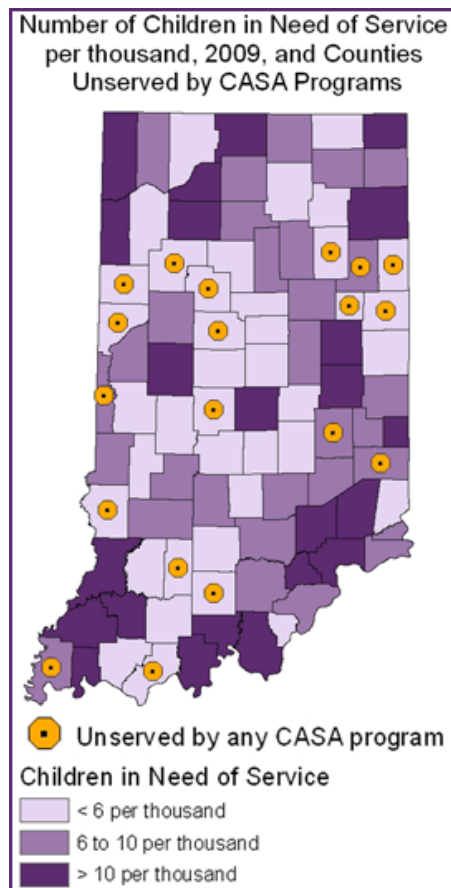 Number of Children in Need of Service
per thousand, 2009, and Counties
Unserved by CASA Programs
Unserved by any CASA program
Children in Need of Service
< 6 per thousand
6 to 10 per thousand
> 10 per thousand